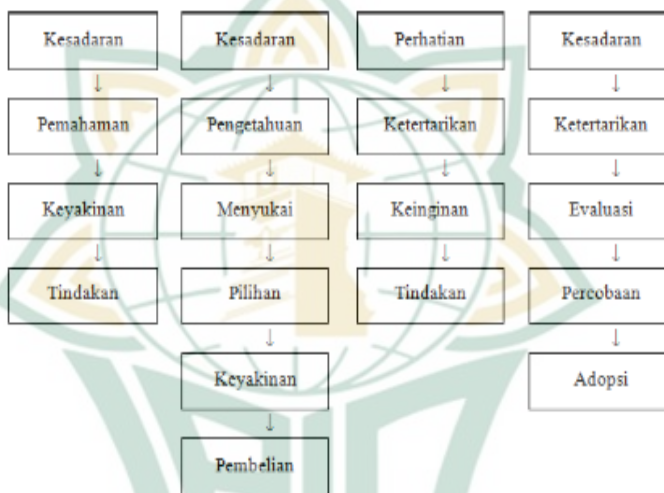 Kesadaran
Pemahaman
Keyakinan
Tindakan
Kesadaran
Pengetahuan
Menyukai
Pilihan
Keyakinan
Pembelian
Perhatian
Ketertarikan
Keinginan
Tindakan
Kesadaran
Ketertarikan
Evaluasi
Percobaan
Adopsi